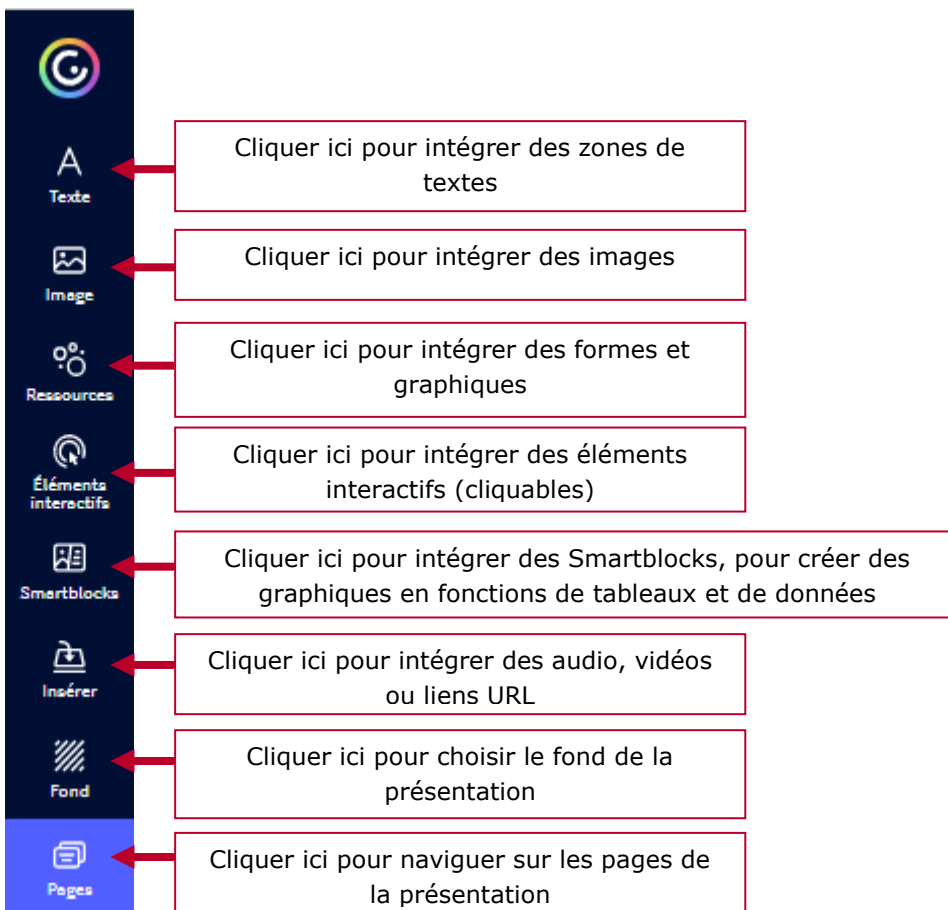 Texte
Cliquer ici pour intégrer des zones de
textes
Image
Cliquer ici pour intégrer des images
Ressources
Cliquer ici pour intégrer des formes et
graphiques
Éléments
interactifs
Cliquer ici pour intégrer des éléments
interactifs (cliquables)
Smartblocks
Cliquer ici pour intégrer des Smartblocks, pour créer des
graphiques en fonctions de tableaux et de données
Insérer
Cliquer ici pour intégrer des audio, vidéos
ou liens URL
Fond
Cliquer ici pour choisir le fond de la
présentation
Pages
Cliquer ici pour naviguer sur les pages de
la présentation